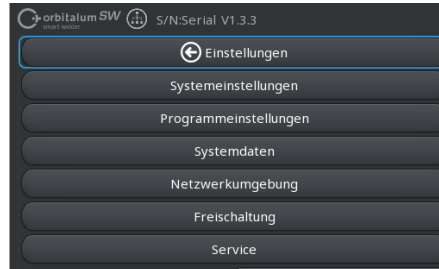 orbitalum SW S/N:Serial V1.3.3
smart welder
Einstellungen
Systemeinstellungen
Programmeinstellungen
Systemdaten
Netzwerkumgebung
Freischaltung
Service